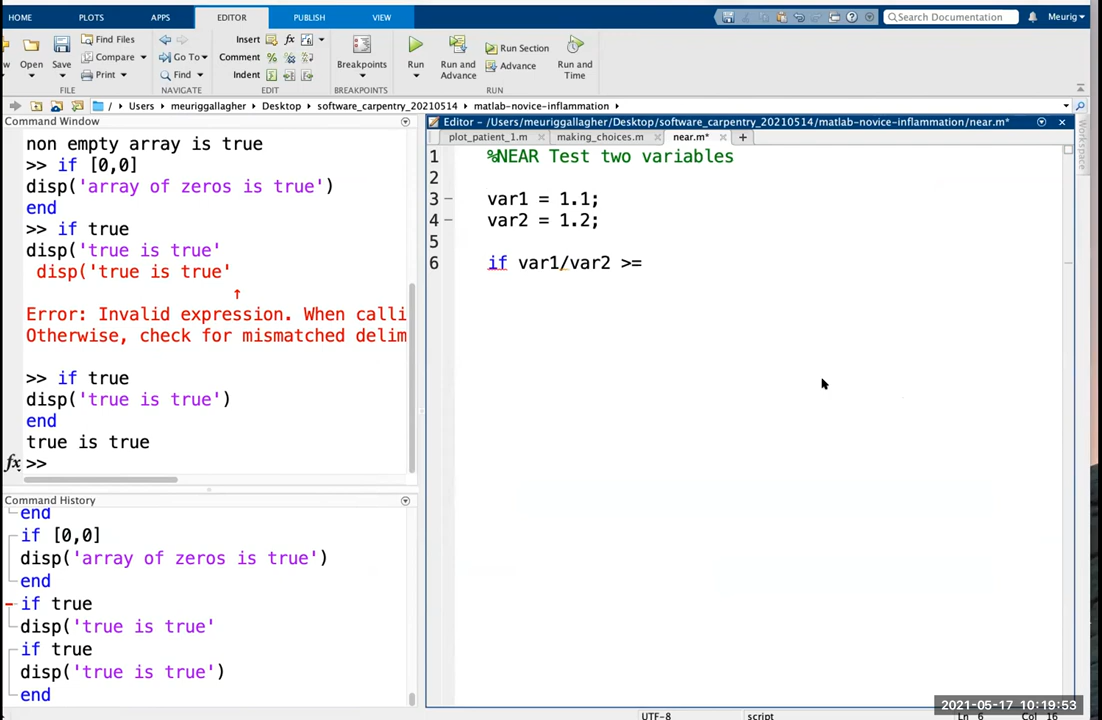 HOME PLOTS APPS EDITOR PUBLISH VIEW Search Documentation Meurig
Find Files Insert fx
Compare Go To Comment % Run Section
Open Save Print Find Indent Breakpoints Run Run and Advance Advance Run and Time
FILE NAVIGATE EDIT BREAKPOINTS RUN
/ Users meuriggallagher Desktop software_carpentry_20210514 matlab-novice-inflammation
Command Window
non empty array is true
>> if [0,0]
disp('array of zeros is true')
end
>> if true
disp('true is true'
disp('true is true'
↑
Error: Invalid expression. When calli
Otherwise, check for mismatched delim
>> if true
disp('true is true')
end
true is true
fx >>
Command History
end
if [0,0]
disp('array of zeros is true')
end
if true
disp('true is true'
if true
disp('true is true')
end
Editor - /Users/meuriggallagher/Desktop/software_carpentry_20210514/matlab-novice-inflammation/near.m*
plot_patient_1.m making_choices.m near.m* +
Workspace
1 %NEAR Test two variables
2
3 var1 = 1.1;
4 var2 = 1.2;
5
6 if var1/var2 >=
2021-05-17 10:19:53
UTF-8 script Ln 6 Col 16